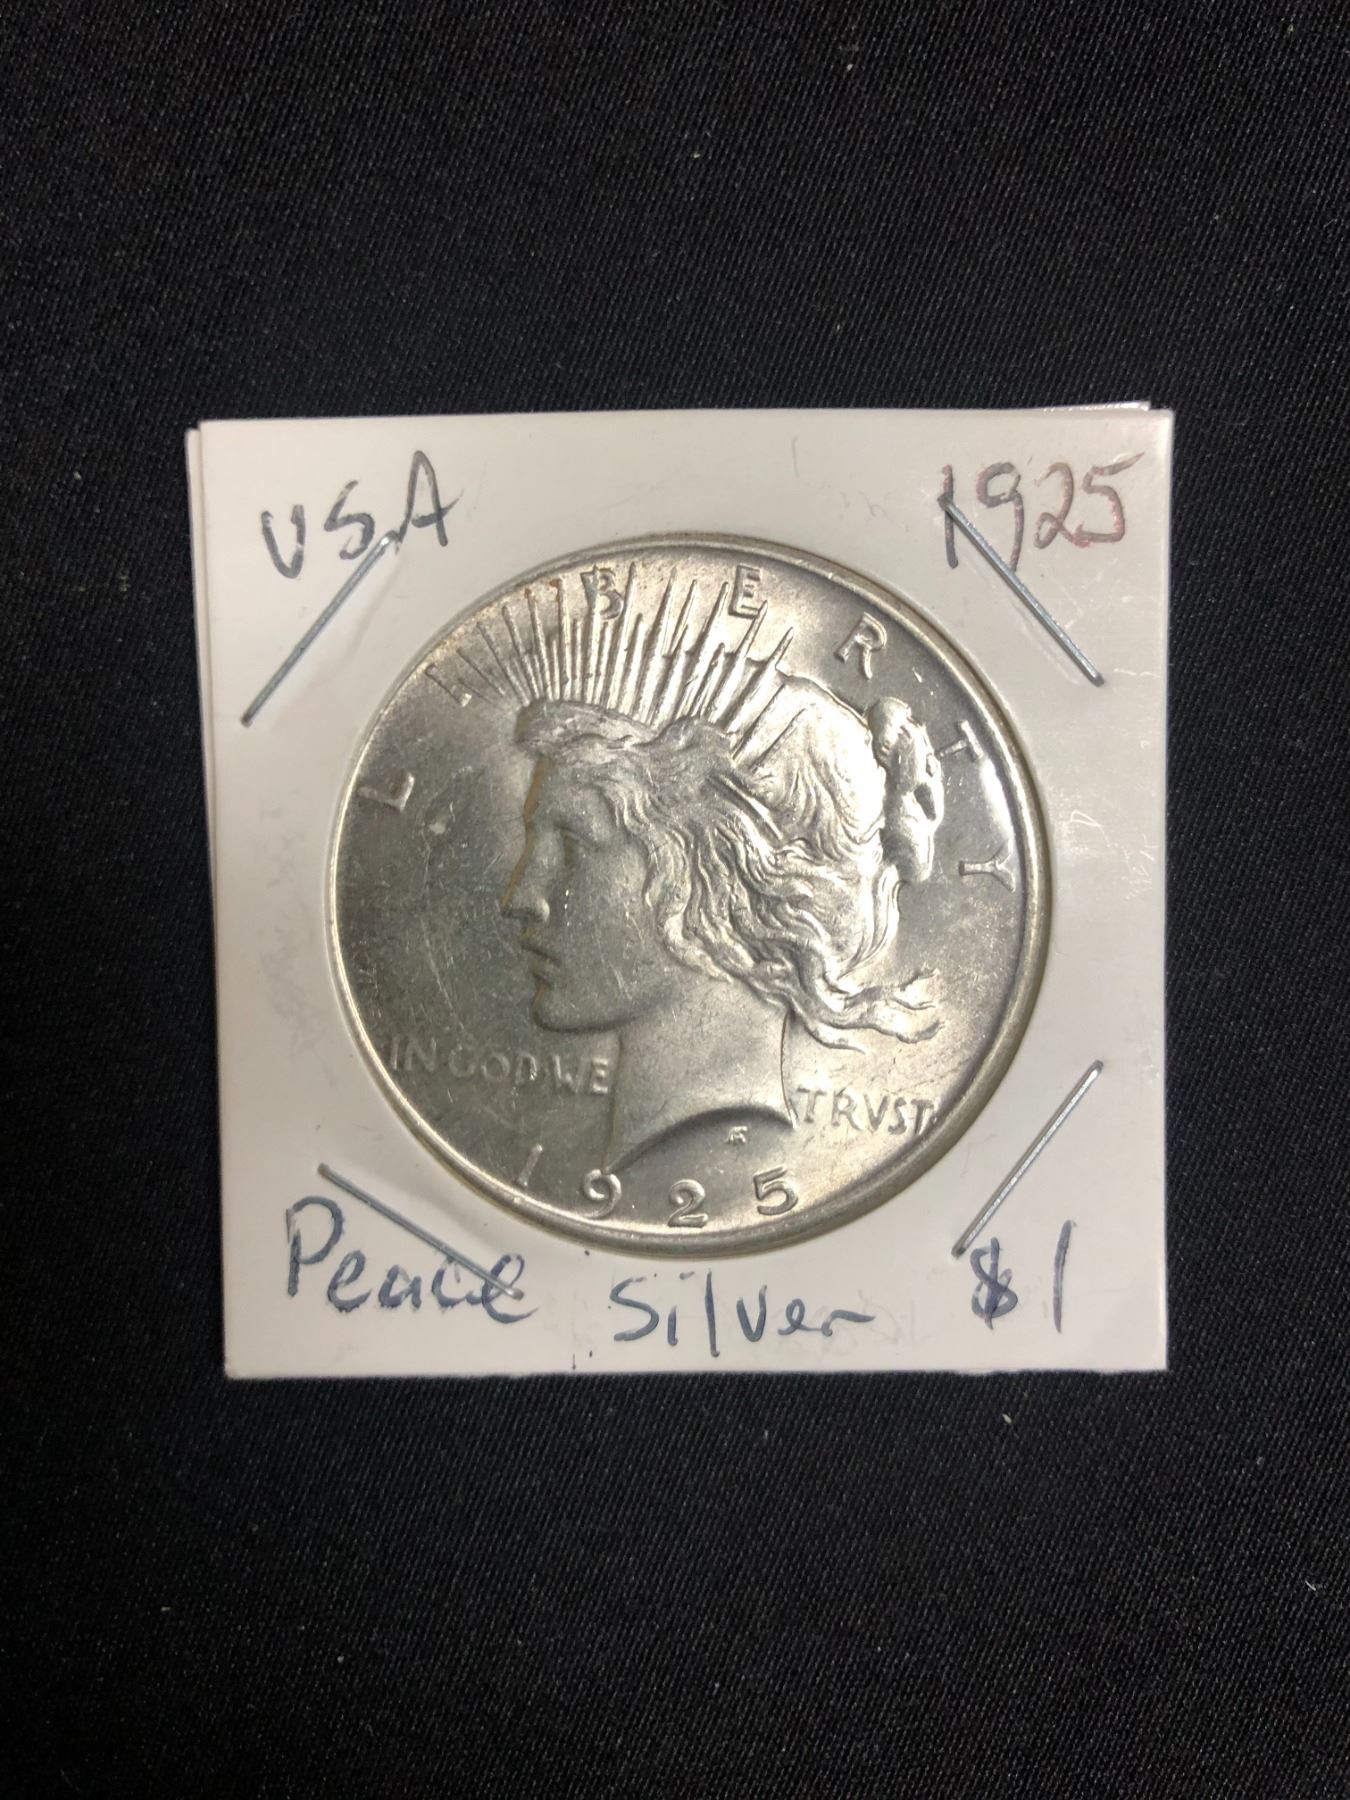 USA 1925
LIBERTY
IN GOD WE TRVST
1925
Peace Silver $1